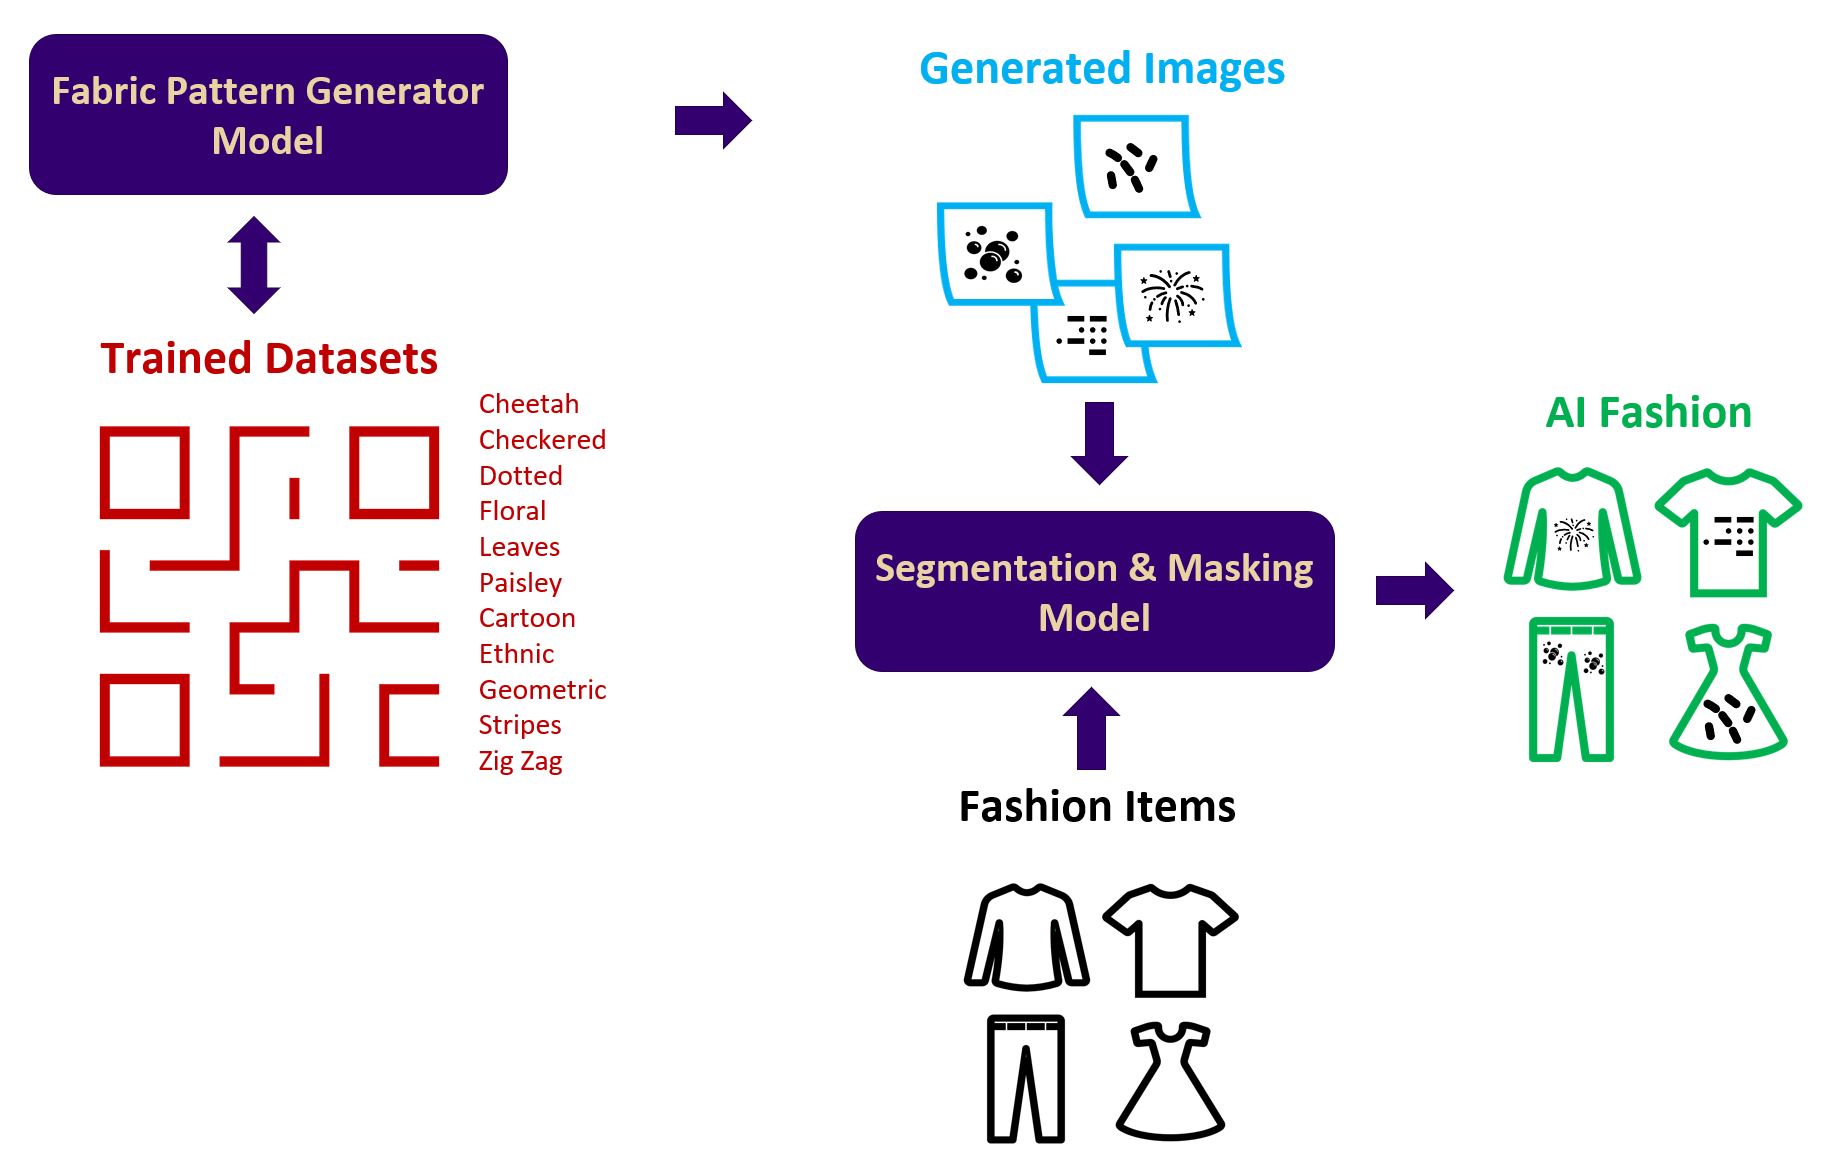 Fabric Pattern Generator
Model
Trained Datasets
Cheetah
Checkered
Dotted
Floral
Leaves
Paisley
Cartoon
Ethnic
Geometric
Stripes
Zig Zag
Generated Images
Segmentation & Masking
Model
Fashion Items
AI Fashion